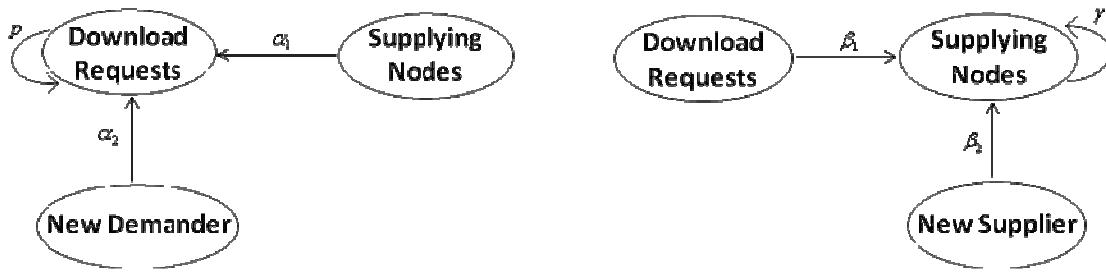 p
Download
Requests
α₁
Supplying
Nodes
α₂
New Demander
Download
Requests
β₁
Supplying
Nodes
γ
β₂
New Supplier